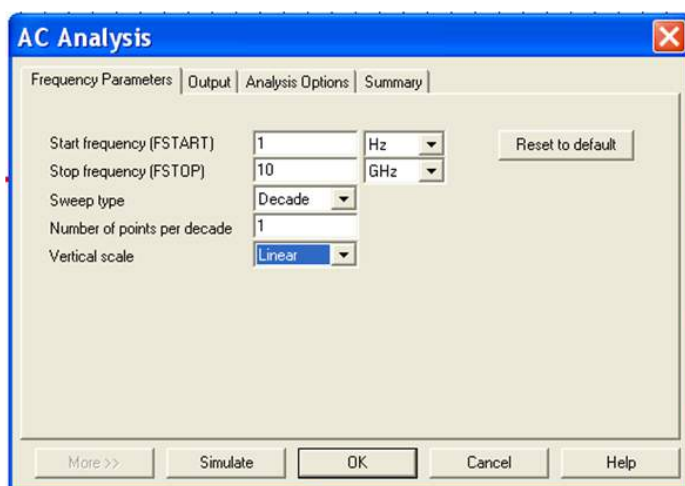 AC Analysis
Frequency Parameters Output Analysis Options Summary
Start frequency (FSTART) 1 Hz Reset to default
Stop frequency (FSTOP) 10 GHz
Sweep type Decade
Number of points per decade 1
Vertical scale Linear
More >> Simulate OK Cancel Help